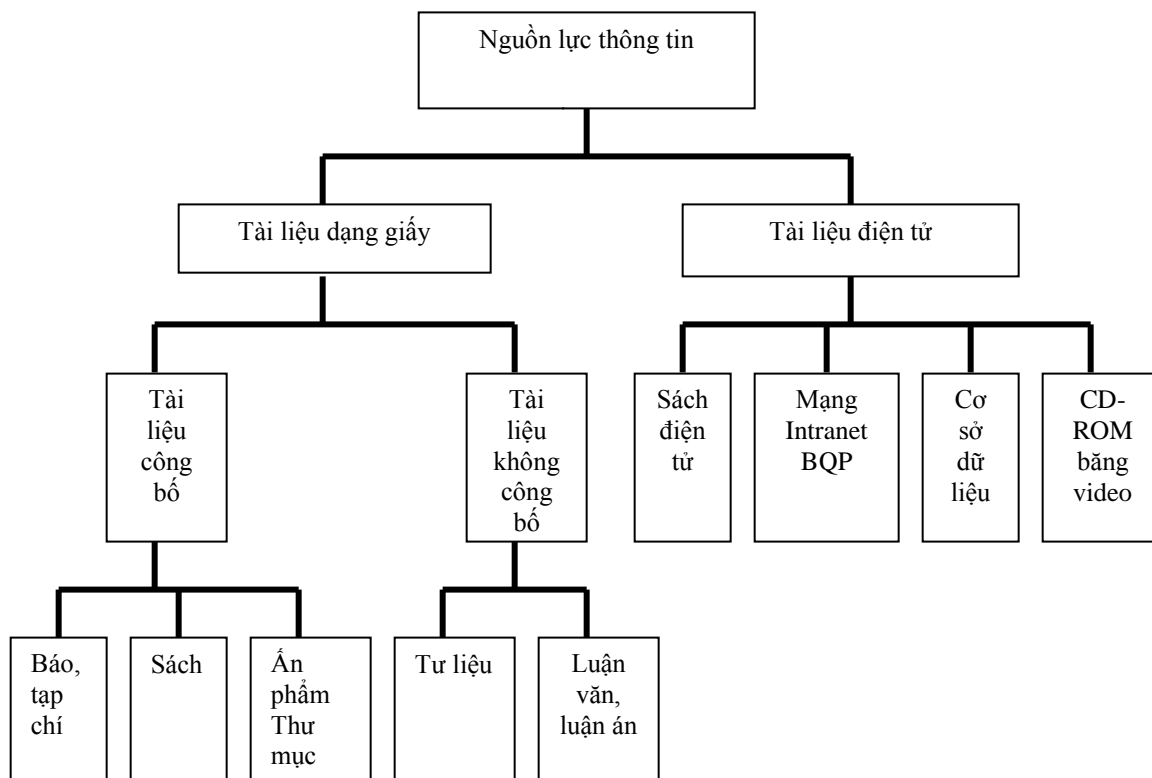 Nguồn lực thông tin
Tài liệu dạng giấy
Tài liệu điện tử
Tài
liệu
công
bố
Tài
liệu
không
công
bố
Sách
điện
tử
Mạng
Intranet
BQP
Cơ
sở
dữ
liệu
CD-
ROM
băng
video
Báo,
tạp
chí
Sách
Ấn
phẩm
Thư
mục
Tư liệu
Luận
văn,
luận án